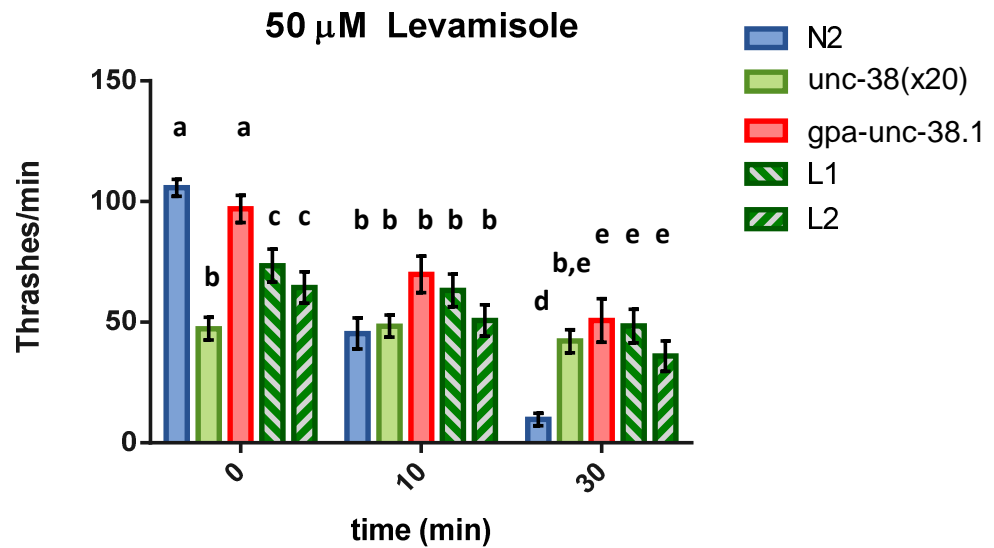 50 μM Levamisole
Thrashes/min
150
100
50
0
a
b
a
c
c
b
b
b
b
b
d
b,e
e
e
e
0
10
30
time (min)
N2
unc-38(x20)
gpa-unc-38.1
L1
L2